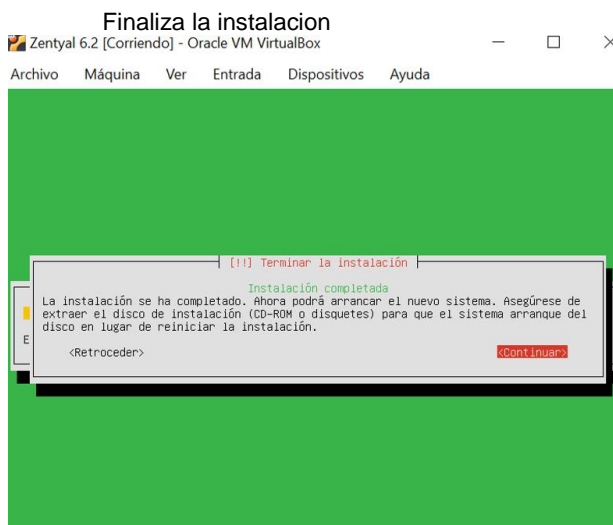 Finaliza la instalacion
Zentyal 6.2 [Corriendo] - Oracle VM VirtualBox
Archivo Máquina Ver Entrada Dispositivos Ayuda
[!!] Terminar la instalación
Instalación completada
La instalación se ha completado. Ahora podrá arrancar el nuevo sistema. Asegúrese de
extraer el disco de instalación (CD-ROM o disquetes) para que el sistema arranque del
disco en lugar de reiniciar la instalación.
E
<Retroceder> <Continuar>